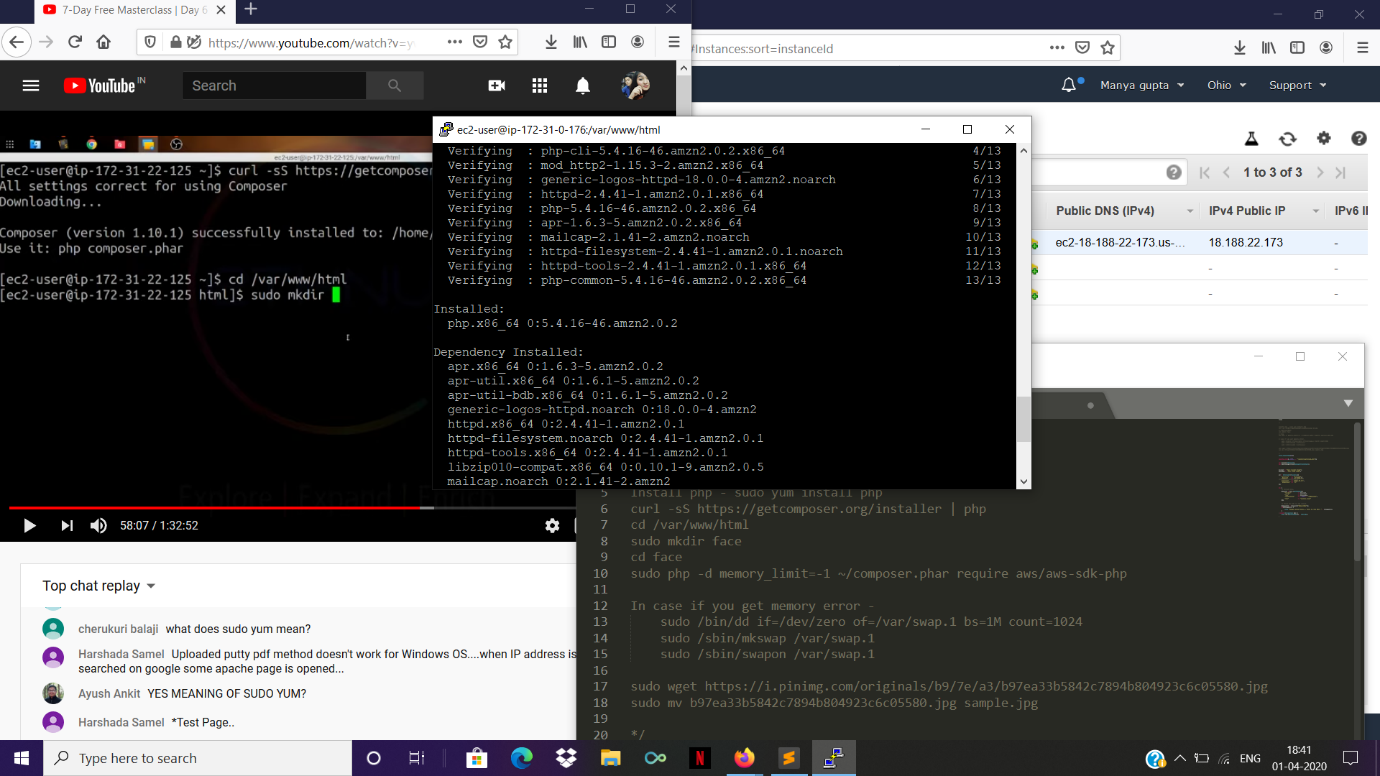 7-Day Free Masterclass | Day 6
https://www.youtube.com/watch?v=y
#Instances:sort=instanceId
YouTube IN
Search
Manya gupta
Ohio
Support
1 to 3 of 3
Public DNS (IPv4)
IPv4 Public IP
IPv6 I
ec2-18-188-22-173.us-...
18.188.22.173
-
-
-
-
-
-
ec2-user@ip-172-31-22-125:/var/www/html
[ec2-user@ip-172-31-22-125 ~]$ curl -sS https://getcomposer
All settings correct for using Composer
Downloading...
Composer (version 1.10.1) successfully installed to: /home/
Use it: php composer.phar
[ec2-user@ip-172-31-22-125 ~]$ cd /var/www/html
[ec2-user@ip-172-31-22-125 html]$ sudo mkdir
58:07 / 1:32:52
ec2-user@ip-172-31-0-176:/var/www/html
Verifying : php-cli-5.4.16-46.amzn2.0.2.x86_64 4/13
Verifying : mod_http2-1.15.3-2.amzn2.x86_64 5/13
Verifying : generic-logos-httpd-18.0.0-4.amzn2.noarch 6/13
Verifying : httpd-2.4.41-1.amzn2.0.1.x86_64 7/13
Verifying : php-5.4.16-46.amzn2.0.2.x86_64 8/13
Verifying : apr-1.6.3-5.amzn2.0.2.x86_64 9/13
Verifying : mailcap-2.1.41-2.amzn2.noarch 10/13
Verifying : httpd-filesystem-2.4.41-1.amzn2.0.1.noarch 11/13
Verifying : httpd-tools-2.4.41-1.amzn2.0.1.x86_64 12/13
Verifying : php-common-5.4.16-46.amzn2.0.2.x86_64 13/13
Installed:
php.x86_64 0:5.4.16-46.amzn2.0.2
Dependency Installed:
apr.x86_64 0:1.6.3-5.amzn2.0.2
apr-util.x86_64 0:1.6.1-5.amzn2.0.2
apr-util-bdb.x86_64 0:1.6.1-5.amzn2.0.2
generic-logos-httpd.noarch 0:18.0.0-4.amzn2
httpd.x86_64 0:2.4.41-1.amzn2.0.1
httpd-filesystem.noarch 0:2.4.41-1.amzn2.0.1
httpd-tools.x86_64 0:2.4.41-1.amzn2.0.1
libzip010-compat.x86_64 0:0.10.1-9.amzn2.0.5
mailcap.noarch 0:2.1.41-2.amzn2
5 Install php - sudo yum install php
6 curl -sS https://getcomposer.org/installer | php
7 cd /var/www/html
8 sudo mkdir face
9 cd face
10 sudo php -d memory_limit=-1 ~/composer.phar require aws/aws-sdk-php
11
12 In case if you get memory error -
13 sudo /bin/dd if=/dev/zero of=/var/swap.1 bs=1M count=1024
14 sudo /sbin/mkswap /var/swap.1
15 sudo /sbin/swapon /var/swap.1
16
17 sudo wget https://i.pinimg.com/originals/b9/7e/a3/b97ea33b5842c7894b804923c6c05580.jpg
18 sudo mv b97ea33b5842c7894b804923c6c05580.jpg sample.jpg
19
20 */
Top chat replay
cherukuri balaji what does sudo yum mean?
Harshada Samel Uploaded putty pdf method doesn't work for Windows OS....when IP address is
searched on google some apache page is opened...
Ayush Ankit YES MEANING OF SUDO YUM?
Harshada Samel *Test Page..
Type here to search
ENG
18:41
01-04-2020